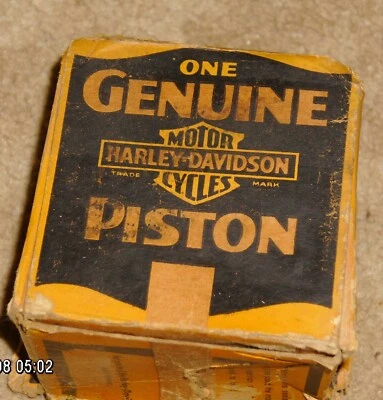 ONE
GENUINE
MOTOR
HARLEY-DAVIDSON
TRADE MARK
CYCLES
PISTON
08 05:02